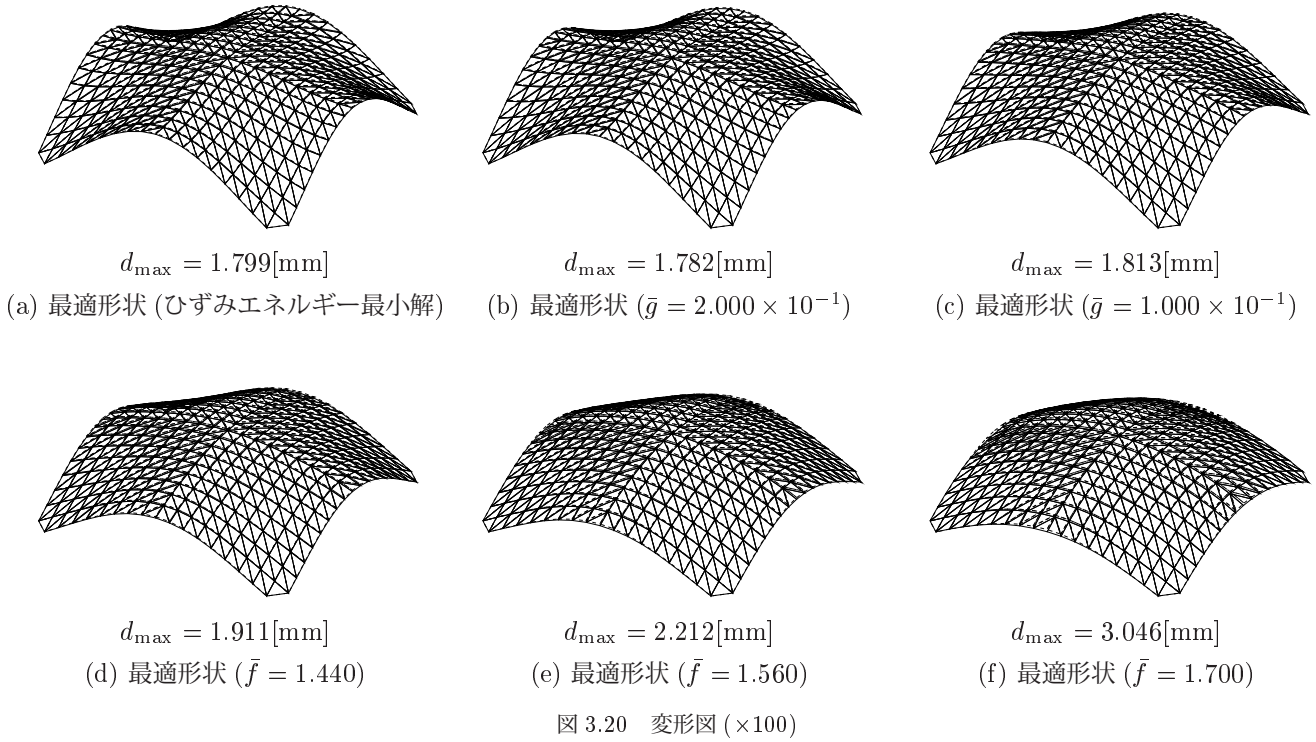 d_max = 1.799[mm]
d_max = 1.782[mm]
d_max = 1.813[mm]
(a) 最適形状 (ひずみエネルギー最小解)
(b) 最適形状 (ḡ = 2.000 × 10⁻¹)
(c) 最適形状 (ḡ = 1.000 × 10⁻¹)
d_max = 1.911[mm]
d_max = 2.212[mm]
d_max = 3.046[mm]
(d) 最適形状 (f̄ = 1.440)
(e) 最適形状 (f̄ = 1.560)
(f) 最適形状 (f̄ = 1.700)
図 3.20 変形図 (×100)